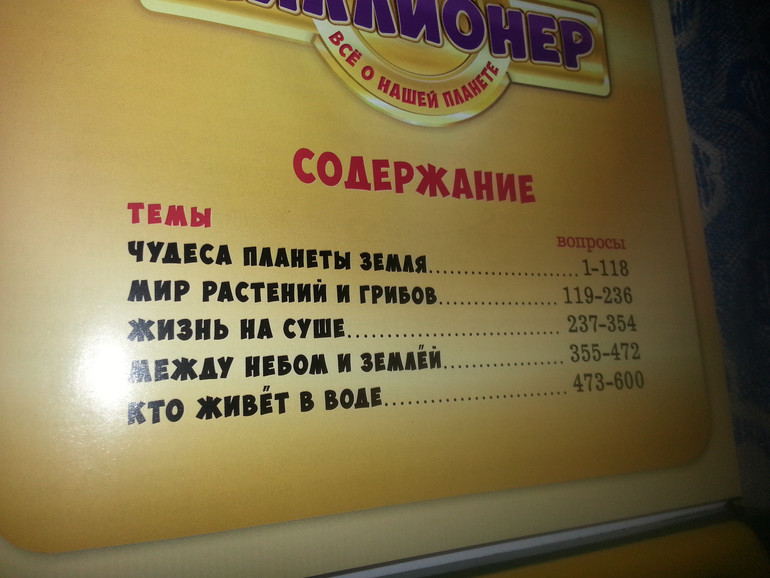 МИЛЛИОНЕР
ВСЁ О НАШЕЙ ПЛАНЕТЕ
СОДЕРЖАНИЕ
ТЕМЫ
вопросы
ЧУДЕСА ПЛАНЕТЫ ЗЕМЛЯ........................1-118
МИР РАСТЕНИЙ И ГРИБОВ.................. 119-236
ЖИЗНЬ НА СУШЕ................................ 237-354
МЕЖДУ НЕБОМ И ЗЕМЛЁЙ.................. 355-472
КТО ЖИВЁТ В ВОДЕ............................ 473-600